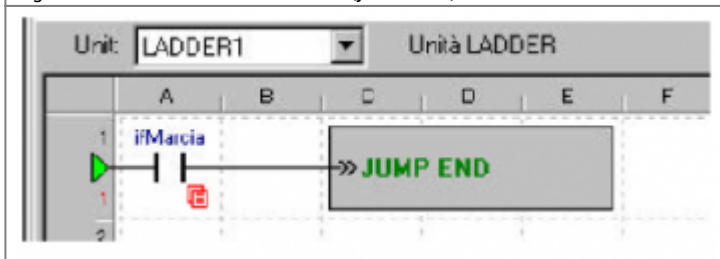 Unit: LADDER1 Unità LADDER
A B C D E F
1 ifMarcia
>> JUMP END
1
2